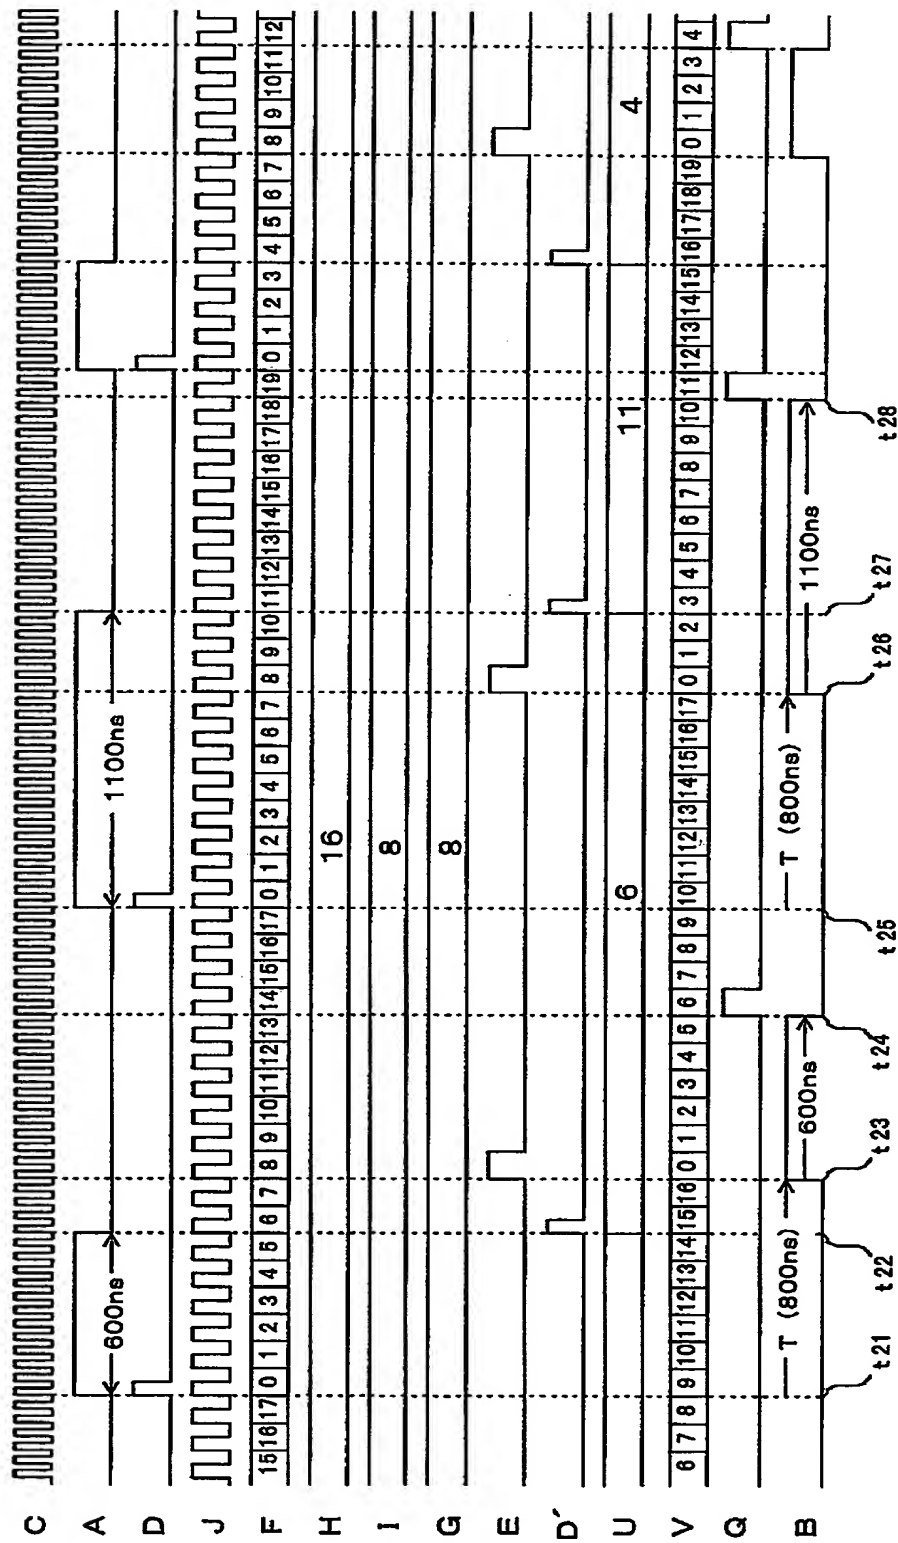 C
A 600ns 1100ns
D
J
F 15 16 17 0 1 2 3 4 5 6 7 8 9 10 11 12 13 14 15 16 17 0 1 2 3 4 5 6 7 8 9 10 11 12 13 14 15 16 17 18 19 0 1 2 3 4 5 6 7 8 9 10 11 12
H 16
I 8
G 8
E
D´
U 6 11 4
V 6 7 8 9 10 11 12 13 14 15 16 0 1 2 3 4 5 6 7 8 9 10 11 12 13 14 15 16 17 0 1 2 3 4 5 6 7 8 9 10 11 12 13 14 15 16 17 18 19 0 1 2 3 4
Q
B T (800ns) 600ns T (800ns) 1100ns
t21 t22 t23 t24 t25 t26 t27 t28